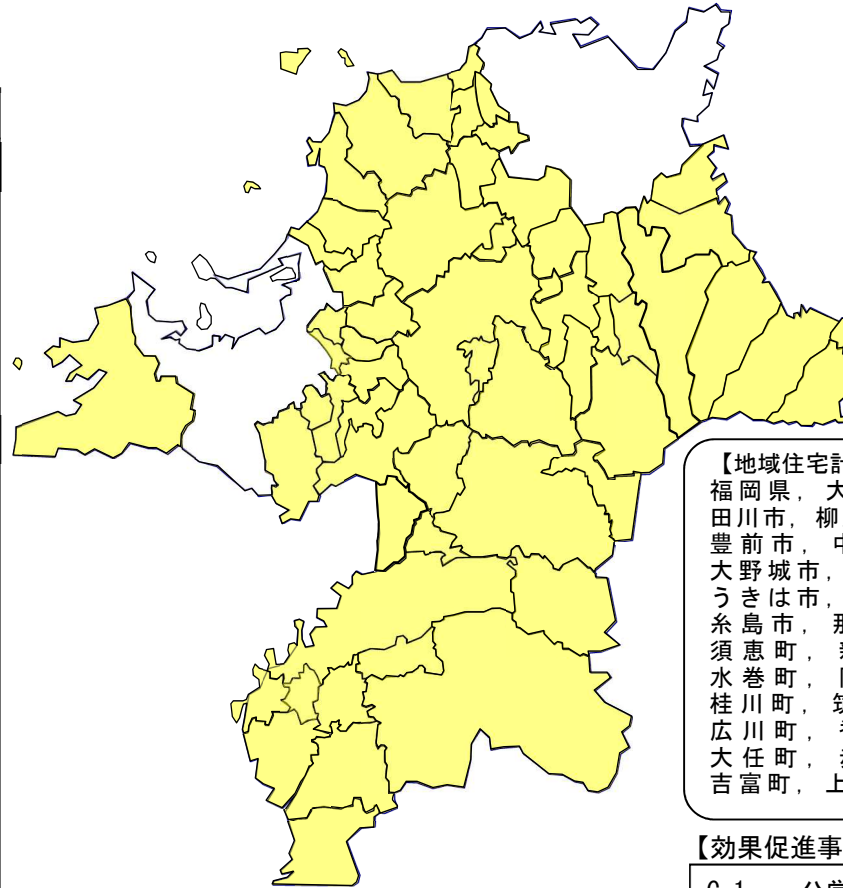 【地域住宅計
福岡県，大
田川市，柳
豊前市，中
大野城市，
うきは市，
糸島市，那
須恵町，
水巻町，
桂川町，筑
広川町，
大任町，
吉富町，上
【効果促進事